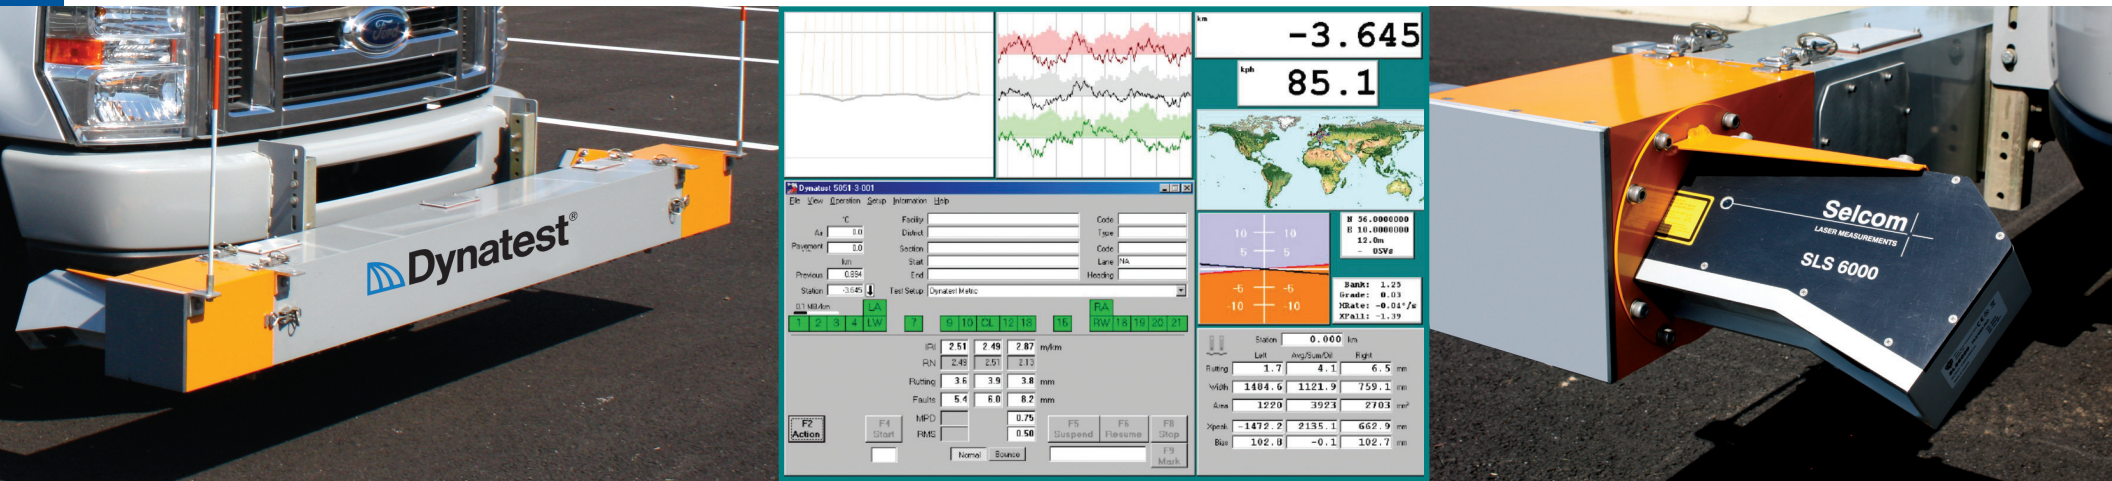 Ford
Dynatest®
km
-3.645
kph
85.1
Dynatest 5051-3-001
File View Operation Setup Information Help
°C
Air 0.0
Pavement 0.0
km
Previous 0.894
Station -3.645
0.1 MB/km
Facility
District
Section
Start
End
Test Setup Dynatest Metric
Code
Type
Code
Lane NA
Heading
LA RA
1 2 3 4 LW 7 9 10 CL 12 13 16 RW 18 19 20 21
IRI 2.51 2.49 2.87 m/km
RN 2.49 2.51 2.13
Rutting 3.6 3.9 3.8 mm
Faults 5.4 6.0 8.2 mm
MPD 0.75
RMS 0.50
F2
Action
F4
Start
F5
Suspend
F6
Resume
F8
Stop
F9
Mark
Normal Bounce
10 10
5 5
-5 -5
-10 -10
N 56.0000000
E 10.0000000
12.0m
- 0SVs
Bank: 1.25
Grade: 0.03
HRate: -0.04°/s
XFall: -1.39
Station 0.000 km
Left Avg/Sum/Dif Right
Rutting 1.7 4.1 6.5 mm
Width 1484.6 1121.9 759.1 mm
Area 1220 3923 2703 mm²
Xpeak -1472.2 2135.1 662.9 mm
Bias 102.8 -0.1 102.7 mm
Selcom
LASER MEASUREMENTS
SLS 6000